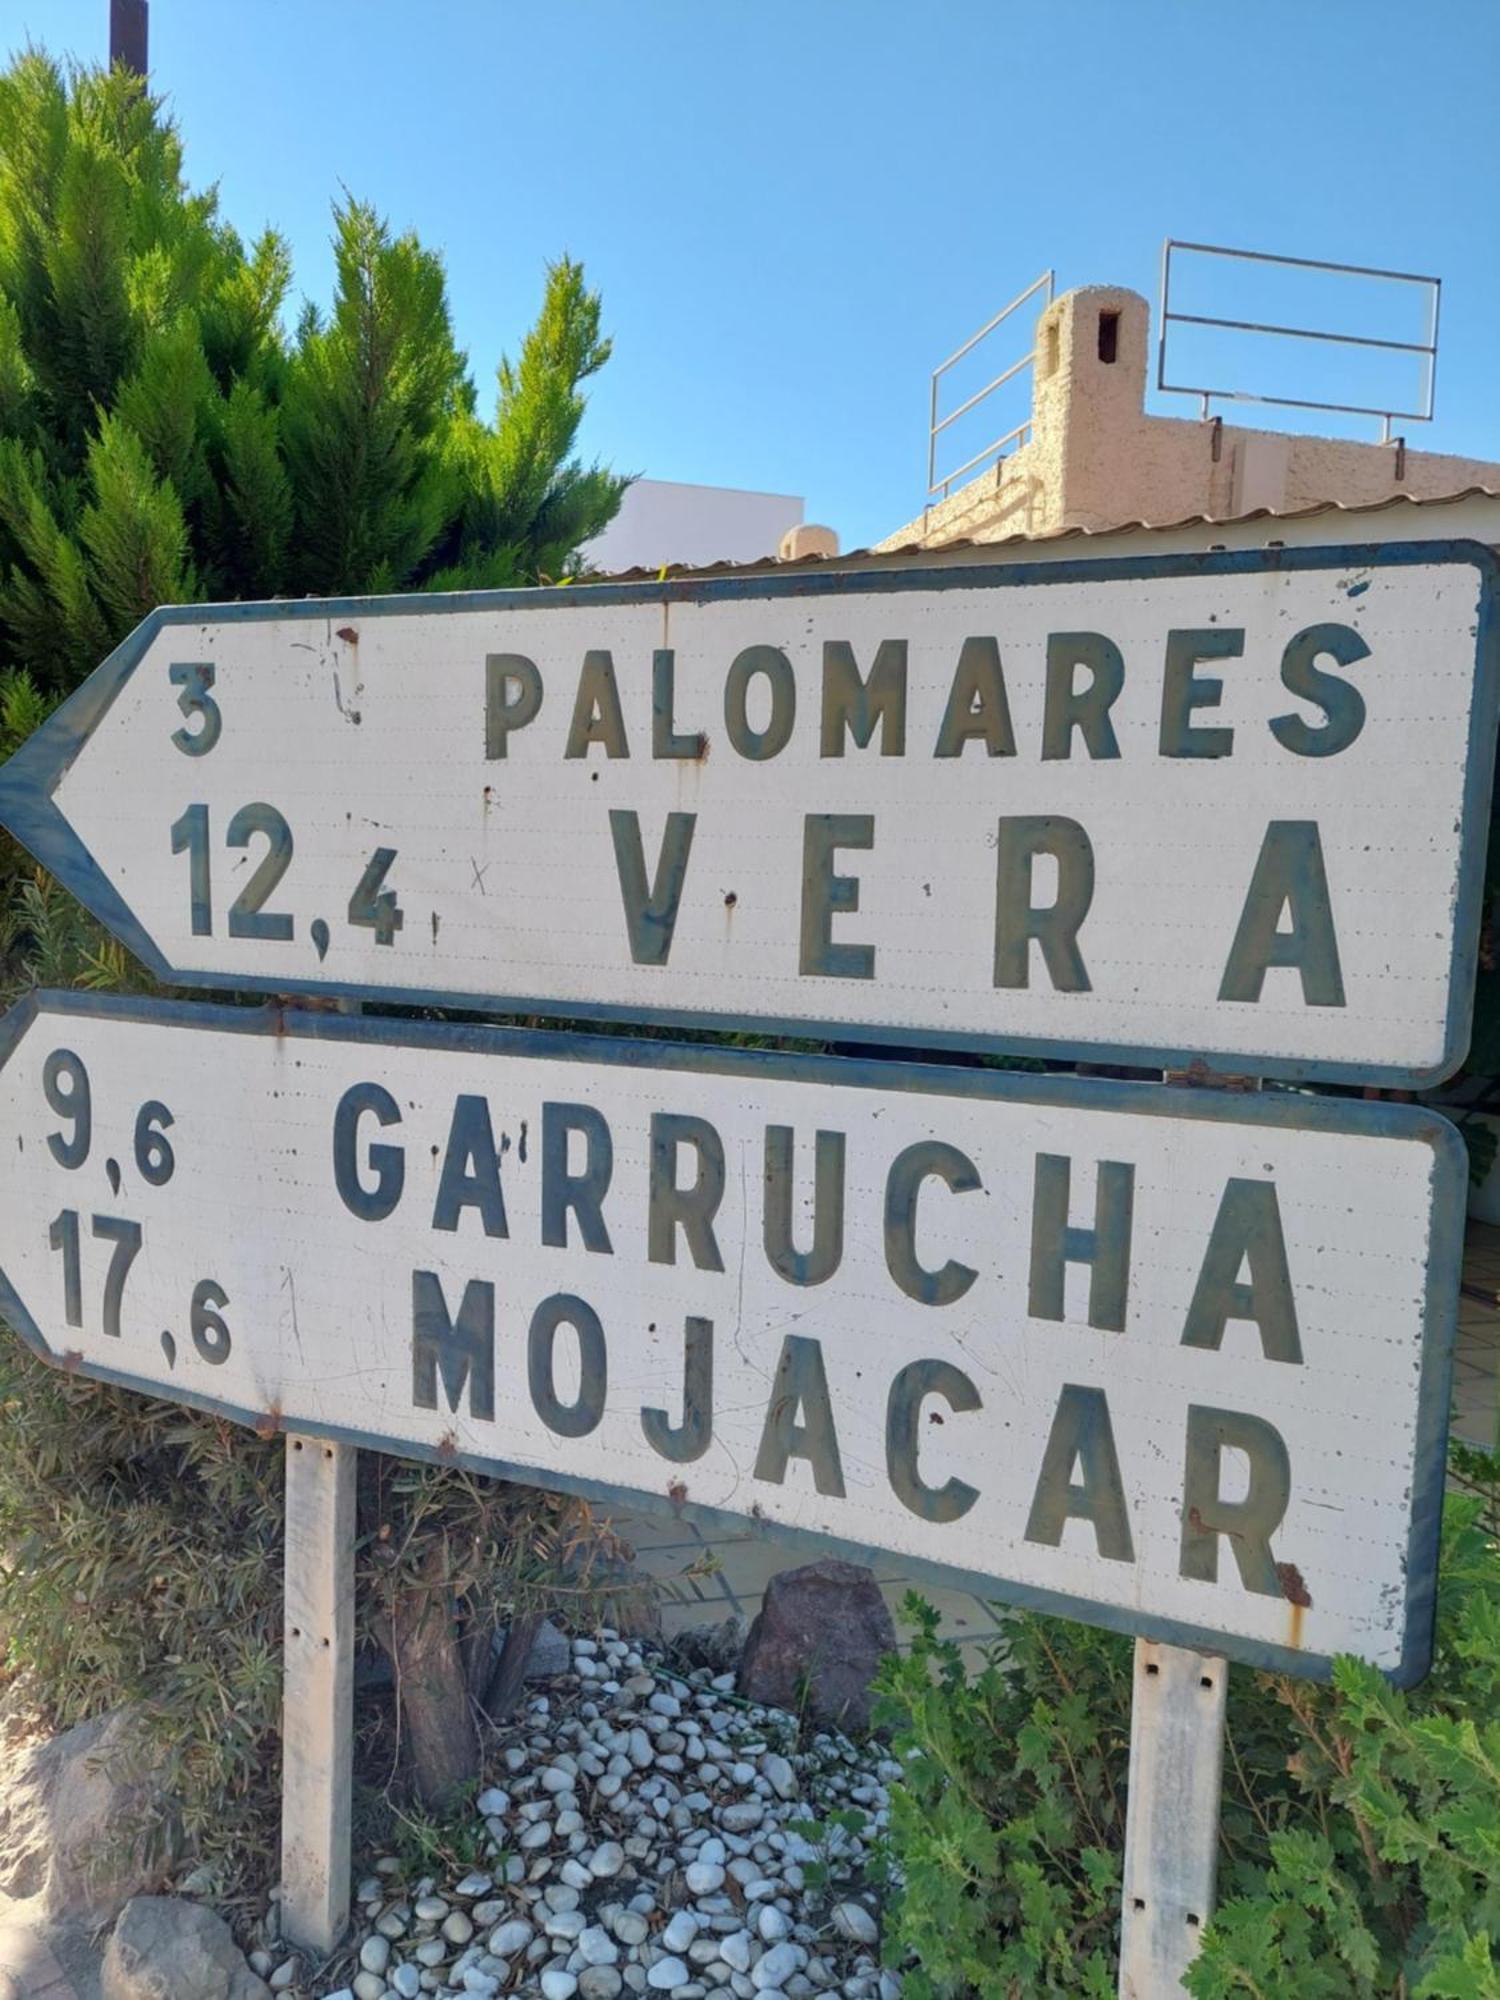 3 PALOMARES
12,4 VERA
9,6 GARRUCHA
17,6 MOJACAR